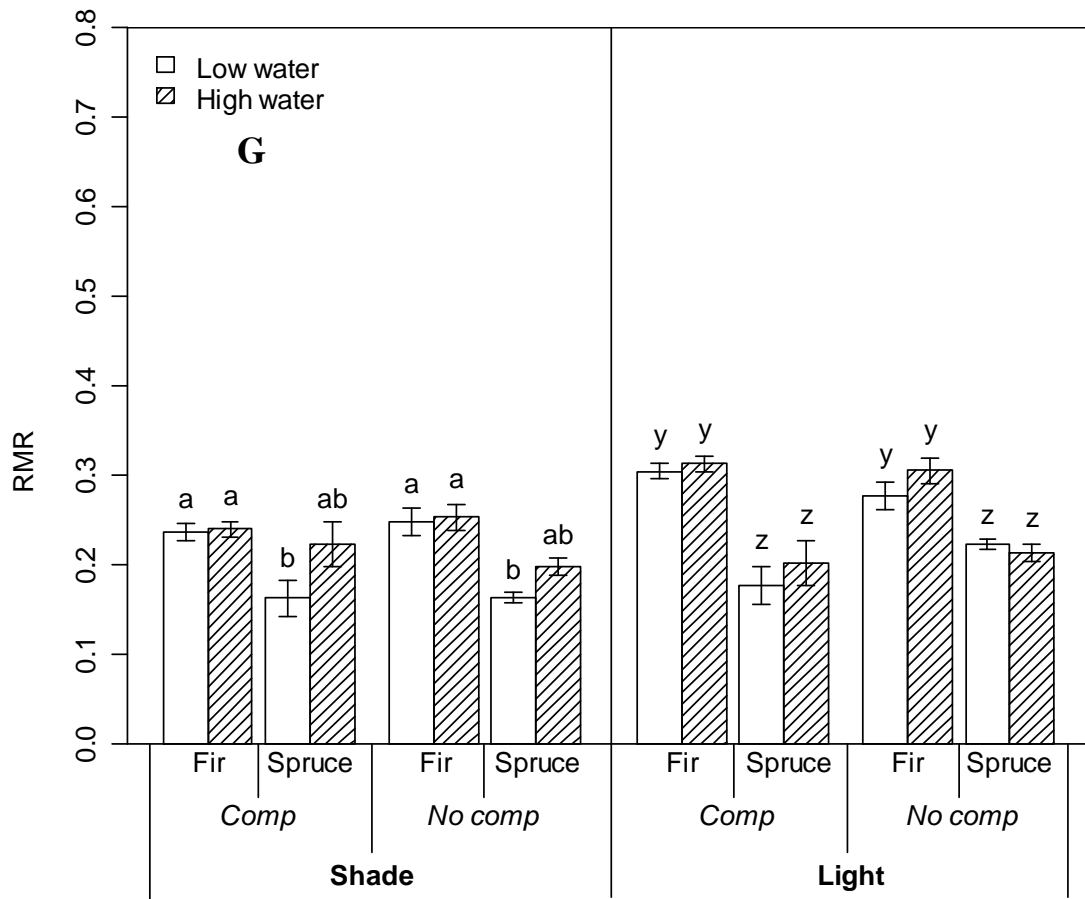 0.8
0.7
0.6
0.5
0.4
0.3
0.2
0.1
0.0
RMR
Low water
High water
G
a a b ab a a b ab y y z z y y z z
Fir Spruce Fir Spruce Fir Spruce Fir Spruce
Comp No comp Comp No comp
Shade Light